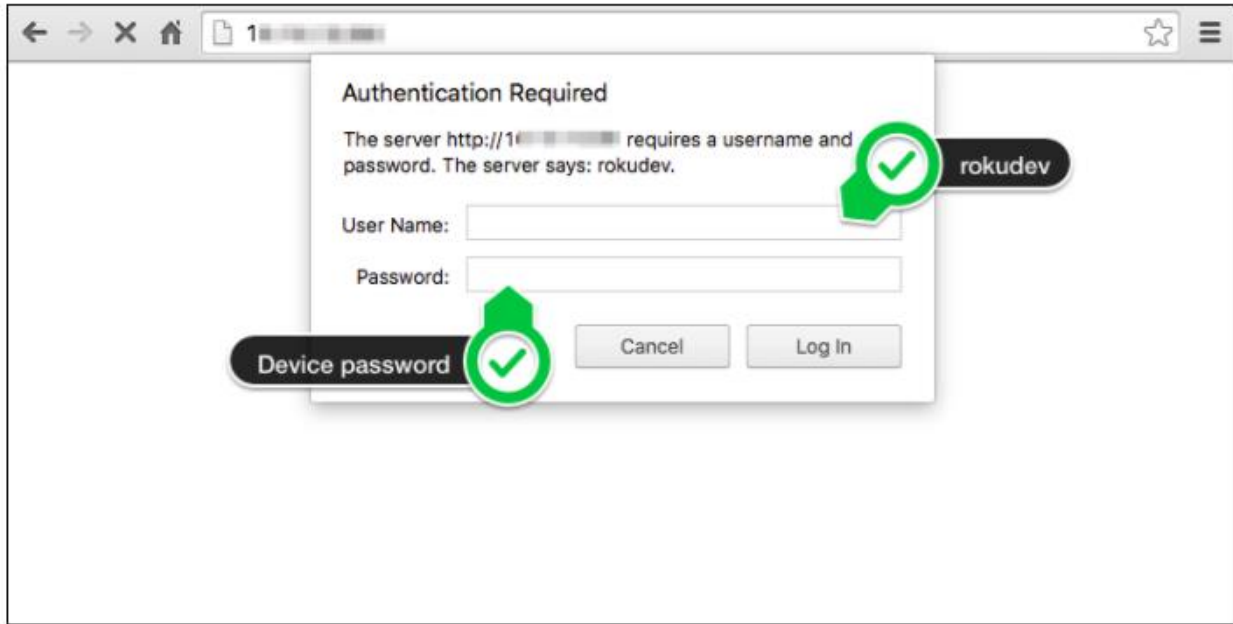 1
Authentication Required
The server http://1 requires a username and
password. The server says: rokudev.
rokudev
User Name:
Password:
Device password
Cancel
Log In